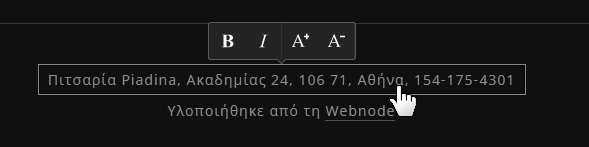 B I A+ A-
Πιτσαρία Piadina, Ακαδημίας 24, 106 71, Αθήνα, 154-175-4301
Υλοποιήθηκε από τη Webnode